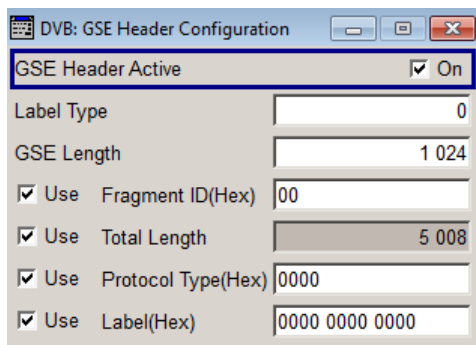 DVB: GSE Header Configuration
GSE Header Active On
Label Type 0
GSE Length 1 024
Use Fragment ID(Hex) 00
Use Total Length 5 008
Use Protocol Type(Hex) 0000
Use Label(Hex) 0000 0000 0000